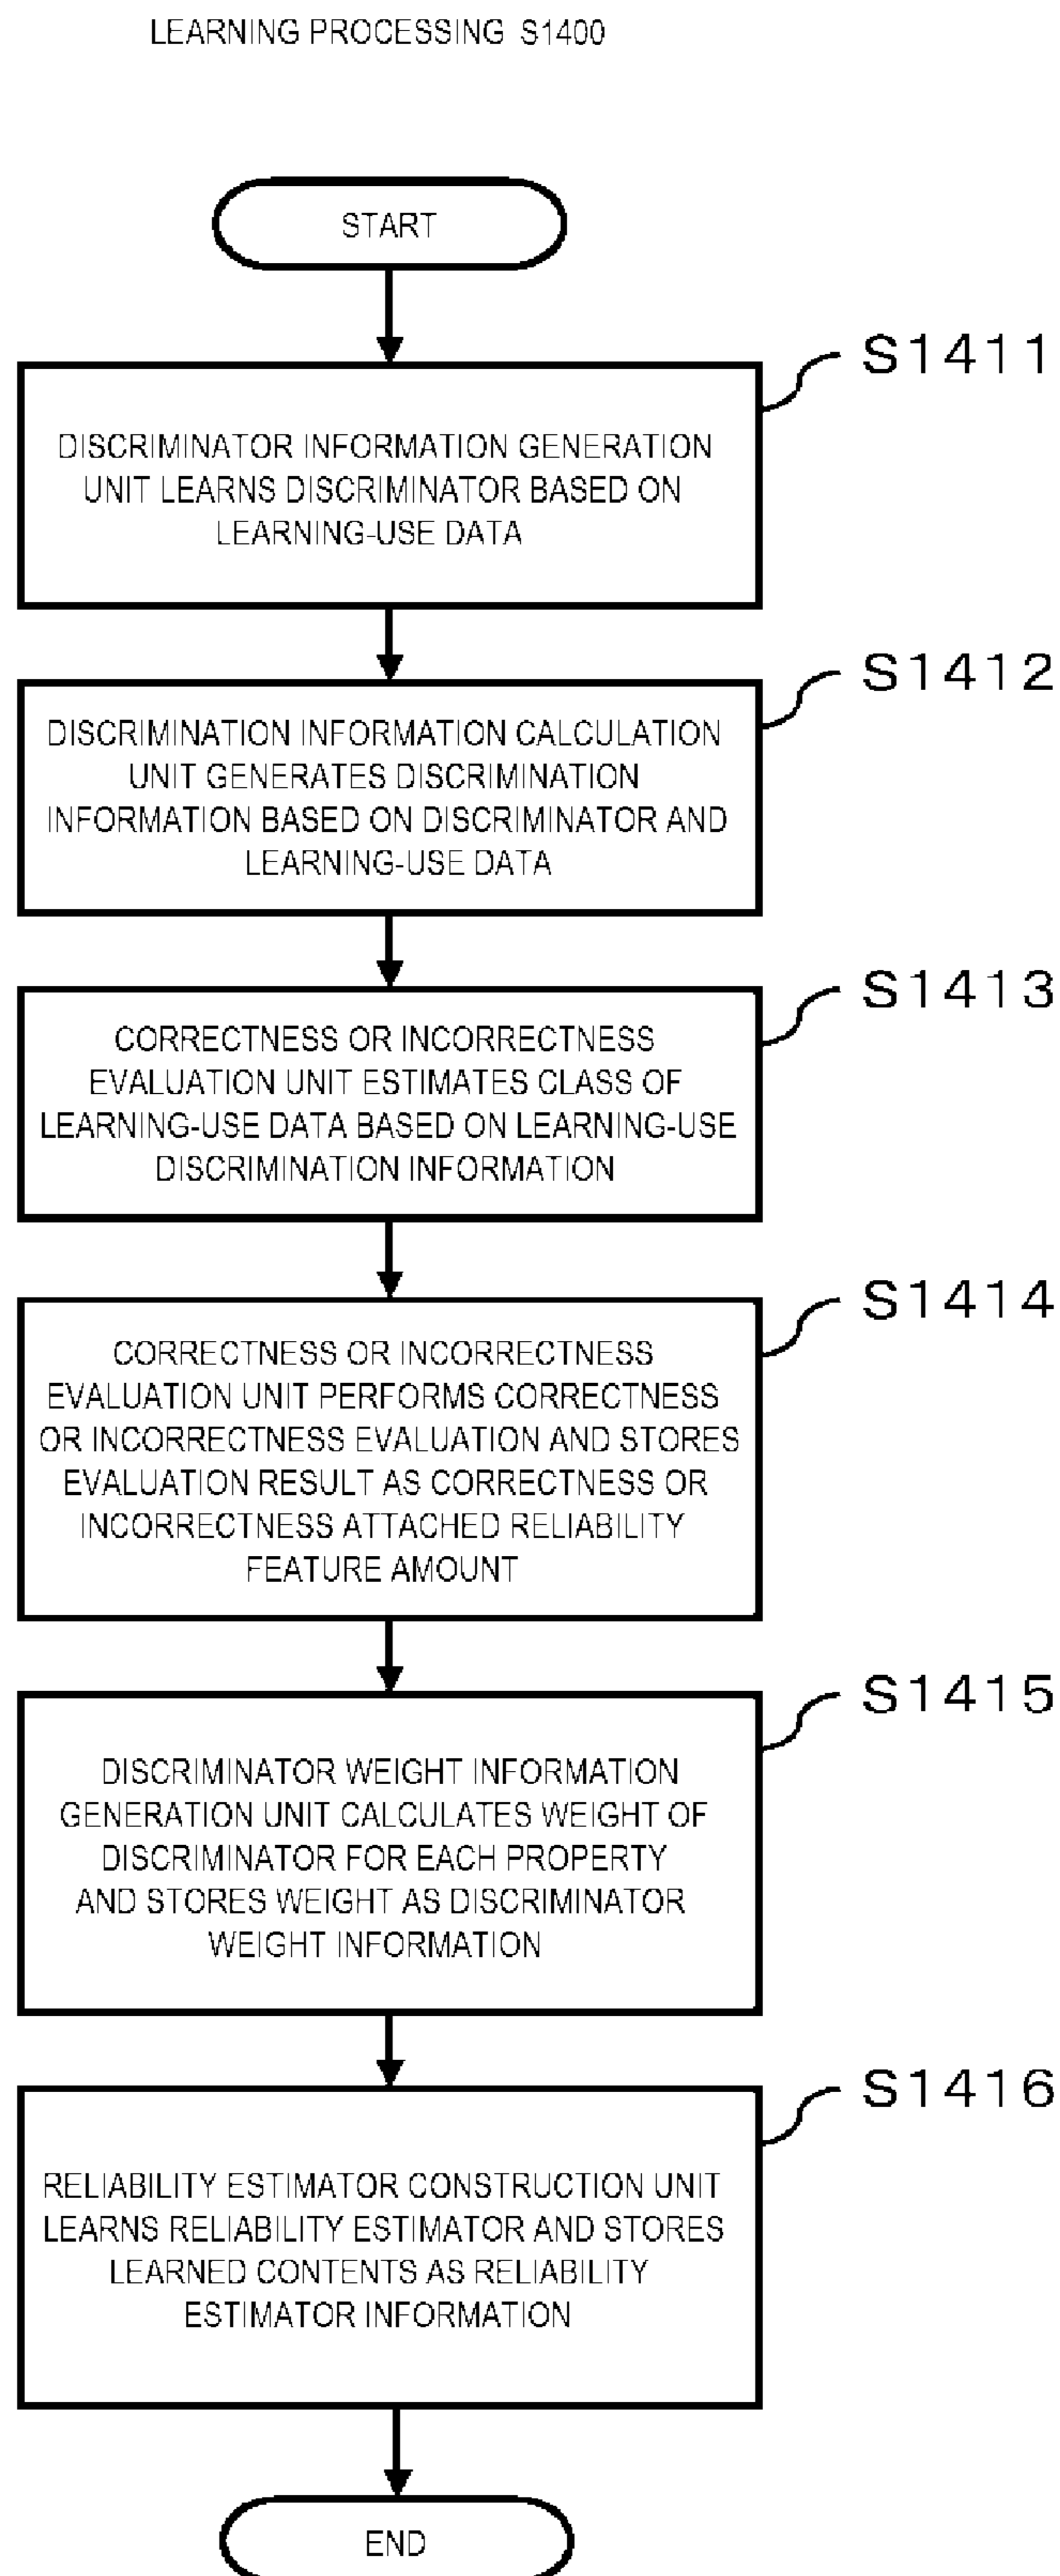 LEARNING PROCESSING S1400
START
S1411
DISCRIMINATOR INFORMATION GENERATION
UNIT LEARNS DISCRIMINATOR BASED ON
LEARNING-USE DATA
S1412
DISCRIMINATION INFORMATION CALCULATION
UNIT GENERATES DISCRIMINATION
INFORMATION BASED ON DISCRIMINATOR AND
LEARNING-USE DATA
S1413
CORRECTNESS OR INCORRECTNESS
EVALUATION UNIT ESTIMATES CLASS OF
LEARNING-USE DATA BASED ON LEARNING-USE
DISCRIMINATION INFORMATION
S1414
CORRECTNESS OR INCORRECTNESS
EVALUATION UNIT PERFORMS CORRECTNESS
OR INCORRECTNESS EVALUATION AND STORES
EVALUATION RESULT AS CORRECTNESS OR
INCORRECTNESS ATTACHED RELIABILITY
FEATURE AMOUNT
S1415
DISCRIMINATOR WEIGHT INFORMATION
GENERATION UNIT CALCULATES WEIGHT OF
DISCRIMINATOR FOR EACH PROPERTY
AND STORES WEIGHT AS DISCRIMINATOR
WEIGHT INFORMATION
S1416
RELIABILITY ESTIMATOR CONSTRUCTION UNIT
LEARNS RELIABILITY ESTIMATOR AND STORES
LEARNED CONTENTS AS RELIABILITY
ESTIMATOR INFORMATION
END